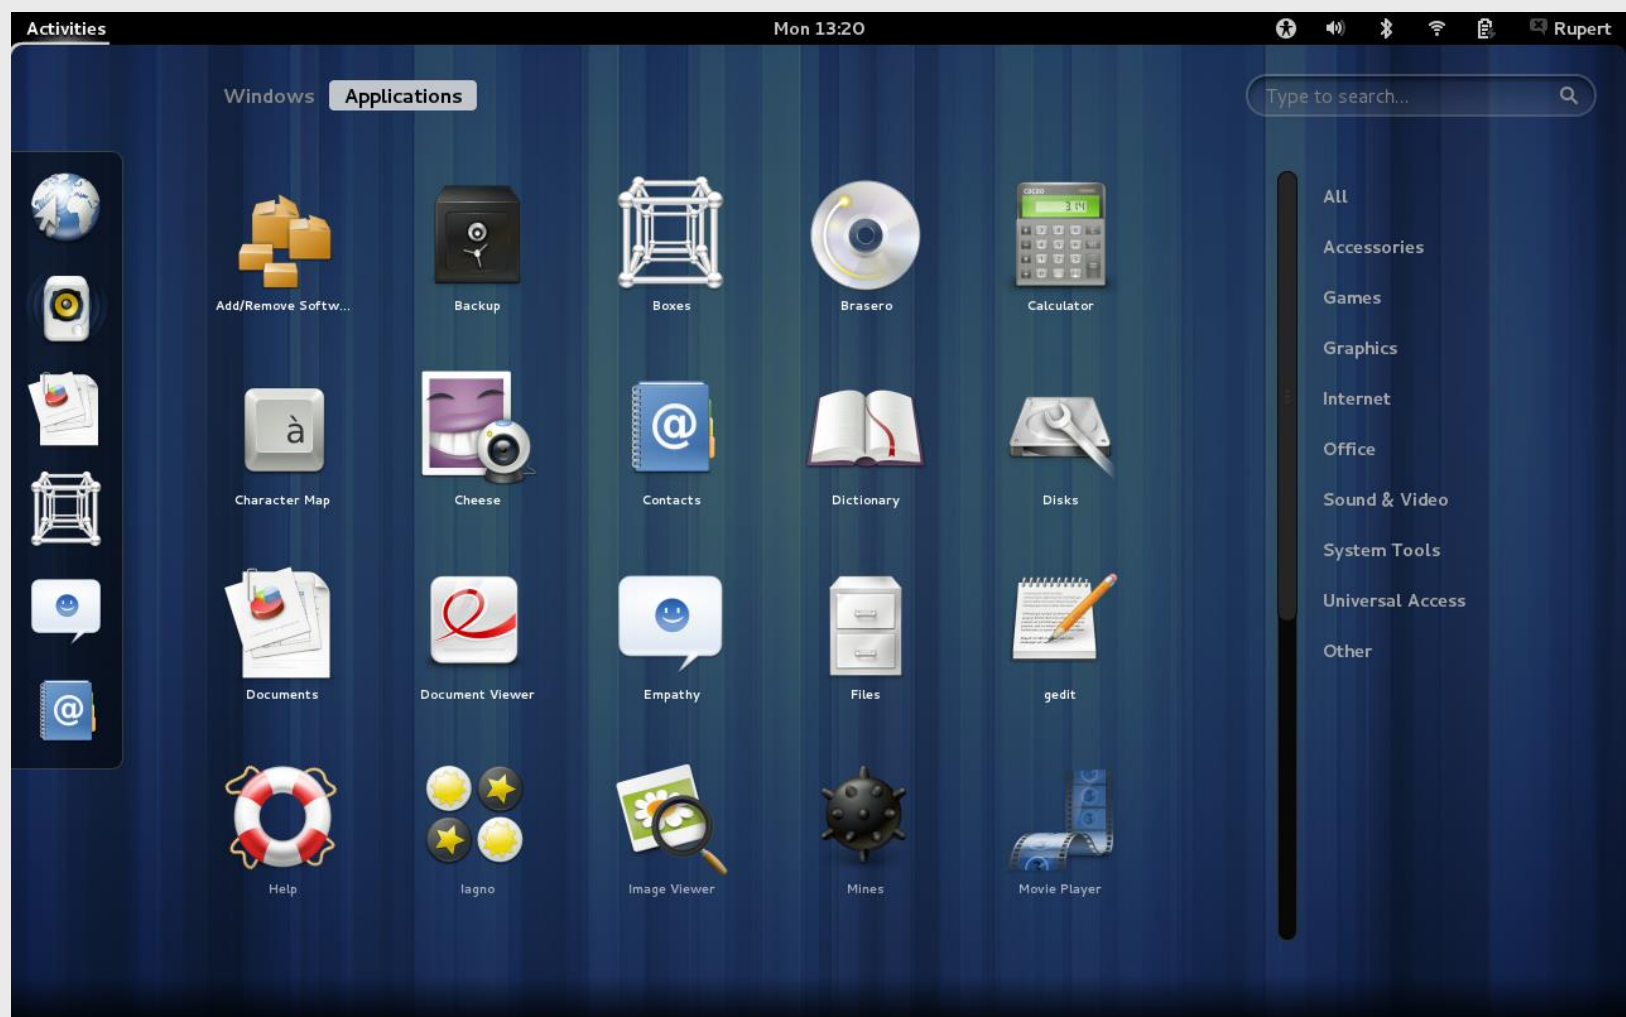 Activities
Mon 13:20
Rupert
Windows
Applications
Type to search...
Add/Remove Softw...
Backup
Boxes
Brasero
Calculator
Character Map
Cheese
Contacts
Dictionary
Disks
Documents
Document Viewer
Empathy
Files
gedit
Help
Iagno
Image Viewer
Mines
Movie Player
All
Accessories
Games
Graphics
Internet
Office
Sound & Video
System Tools
Universal Access
Other
à
@
@
3.14